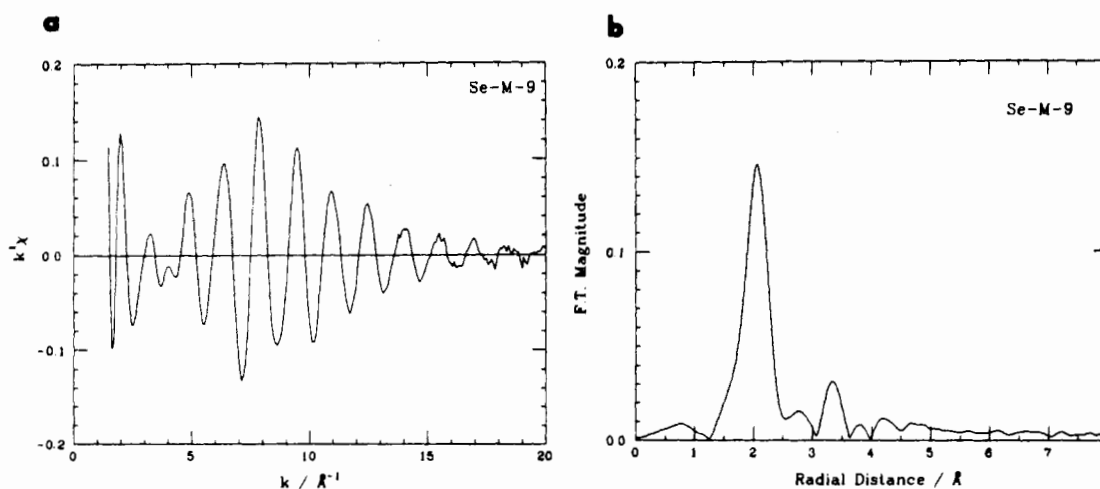 a
0.2
0.1
0.0
-0.1
-0.2
k¹χ
0
5
10
15
20
k / Å⁻¹
Se-M-9
b
0.2
0.1
0.0
F.T. Magnitude
0
1
2
3
4
5
6
7
Radial Distance / Å
Se-M-9